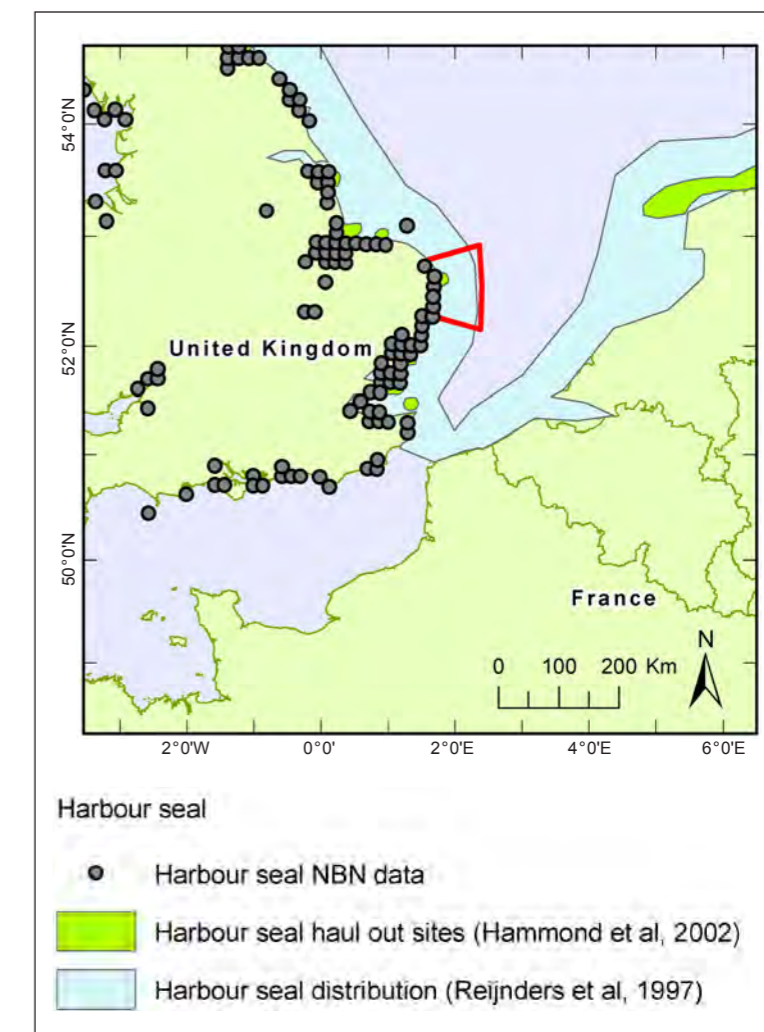 54°0'N
52°0'N
50°0'N
United Kingdom
France
N
0 100 200 Km
2°0'W 0°0' 2°0'E 4°0'E 6°0'E
Harbour seal
Harbour seal NBN data
Harbour seal haul out sites (Hammond et al, 2002)
Harbour seal distribution (Reijnders et al, 1997)